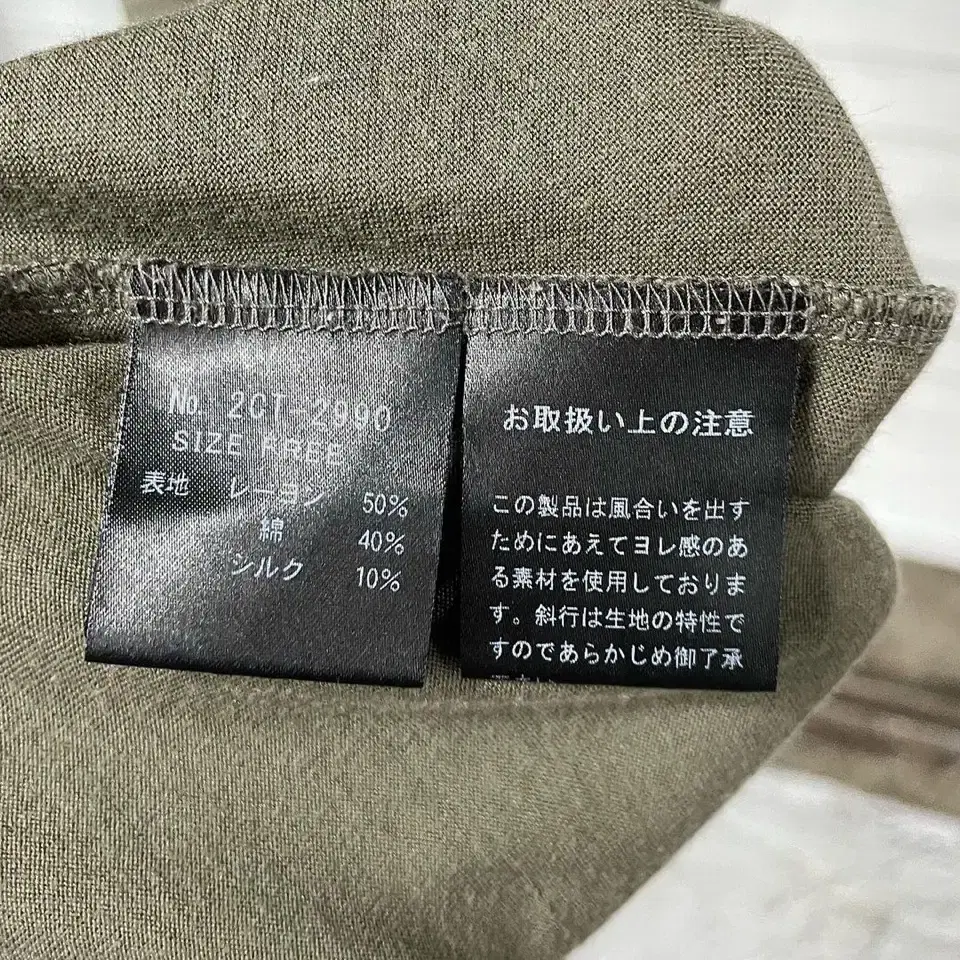 No. 2CT-2990
SIZE FREE
表地 レーヨン 50%
綿 40%
シルク 10%
お取扱い上の注意
この製品は風合いを出す
ためにあえてヨレ感のあ
る素材を使用しておりま
す。斜行は生地の特性で
すのであらかじめ御了承